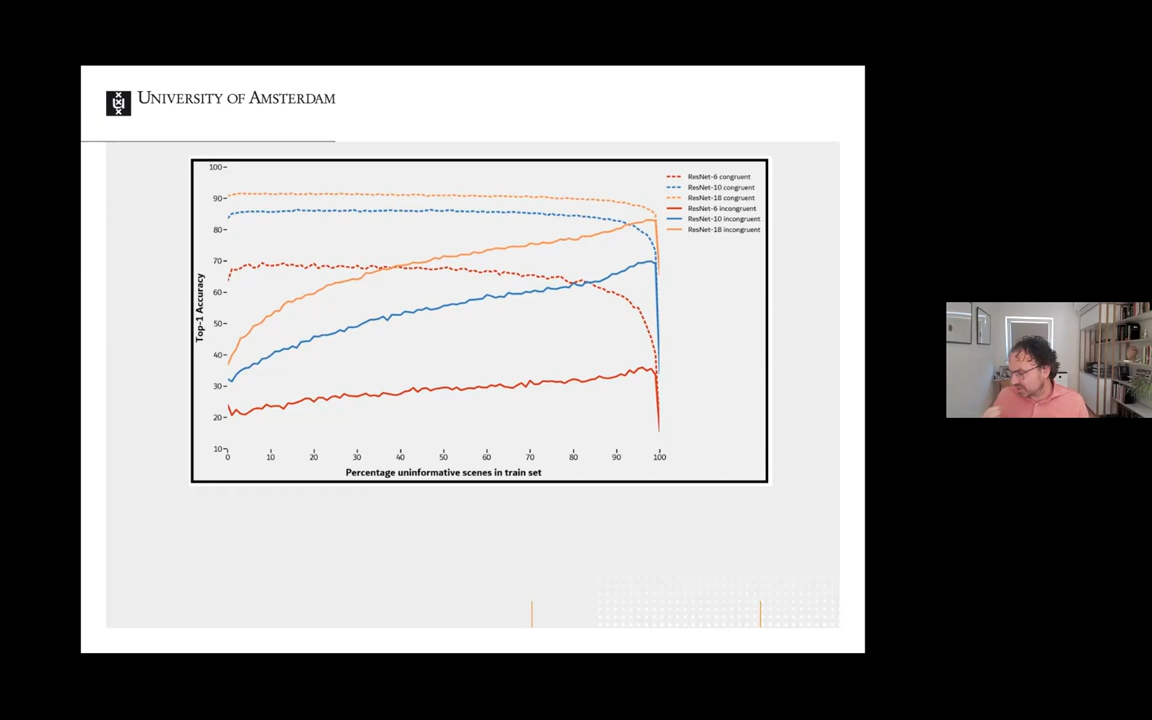 UNIVERSITY OF AMSTERDAM
100
90
80
70
60
50
40
30
20
10
Top-1 Accuracy
0 10 20 30 40 50 60 70 80 90 100
Percentage uninformative scenes in train set
ResNet-6 congruent
ResNet-10 congruent
ResNet-18 congruent
ResNet-6 incongruent
ResNet-10 incongruent
ResNet-18 incongruent